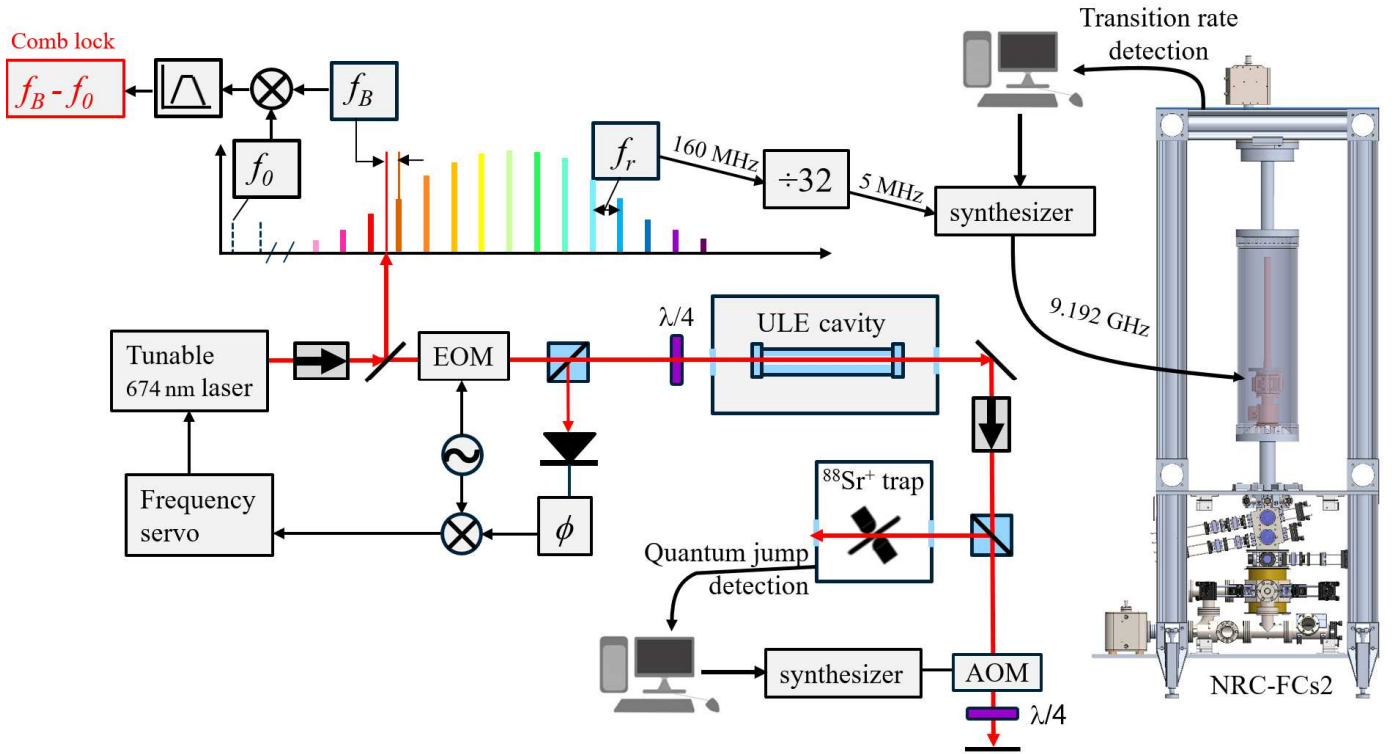 Comb lock
f_B - f_0
f_B
f_0
f_r
160 MHz
÷32
5 MHz
synthesizer
Transition rate
detection
9.192 GHz
NRC-FCs2
Tunable
674 nm laser
EOM
λ/4
ULE cavity
Frequency
servo
ϕ
⁸⁸Sr⁺ trap
Quantum jump
detection
synthesizer
AOM
λ/4